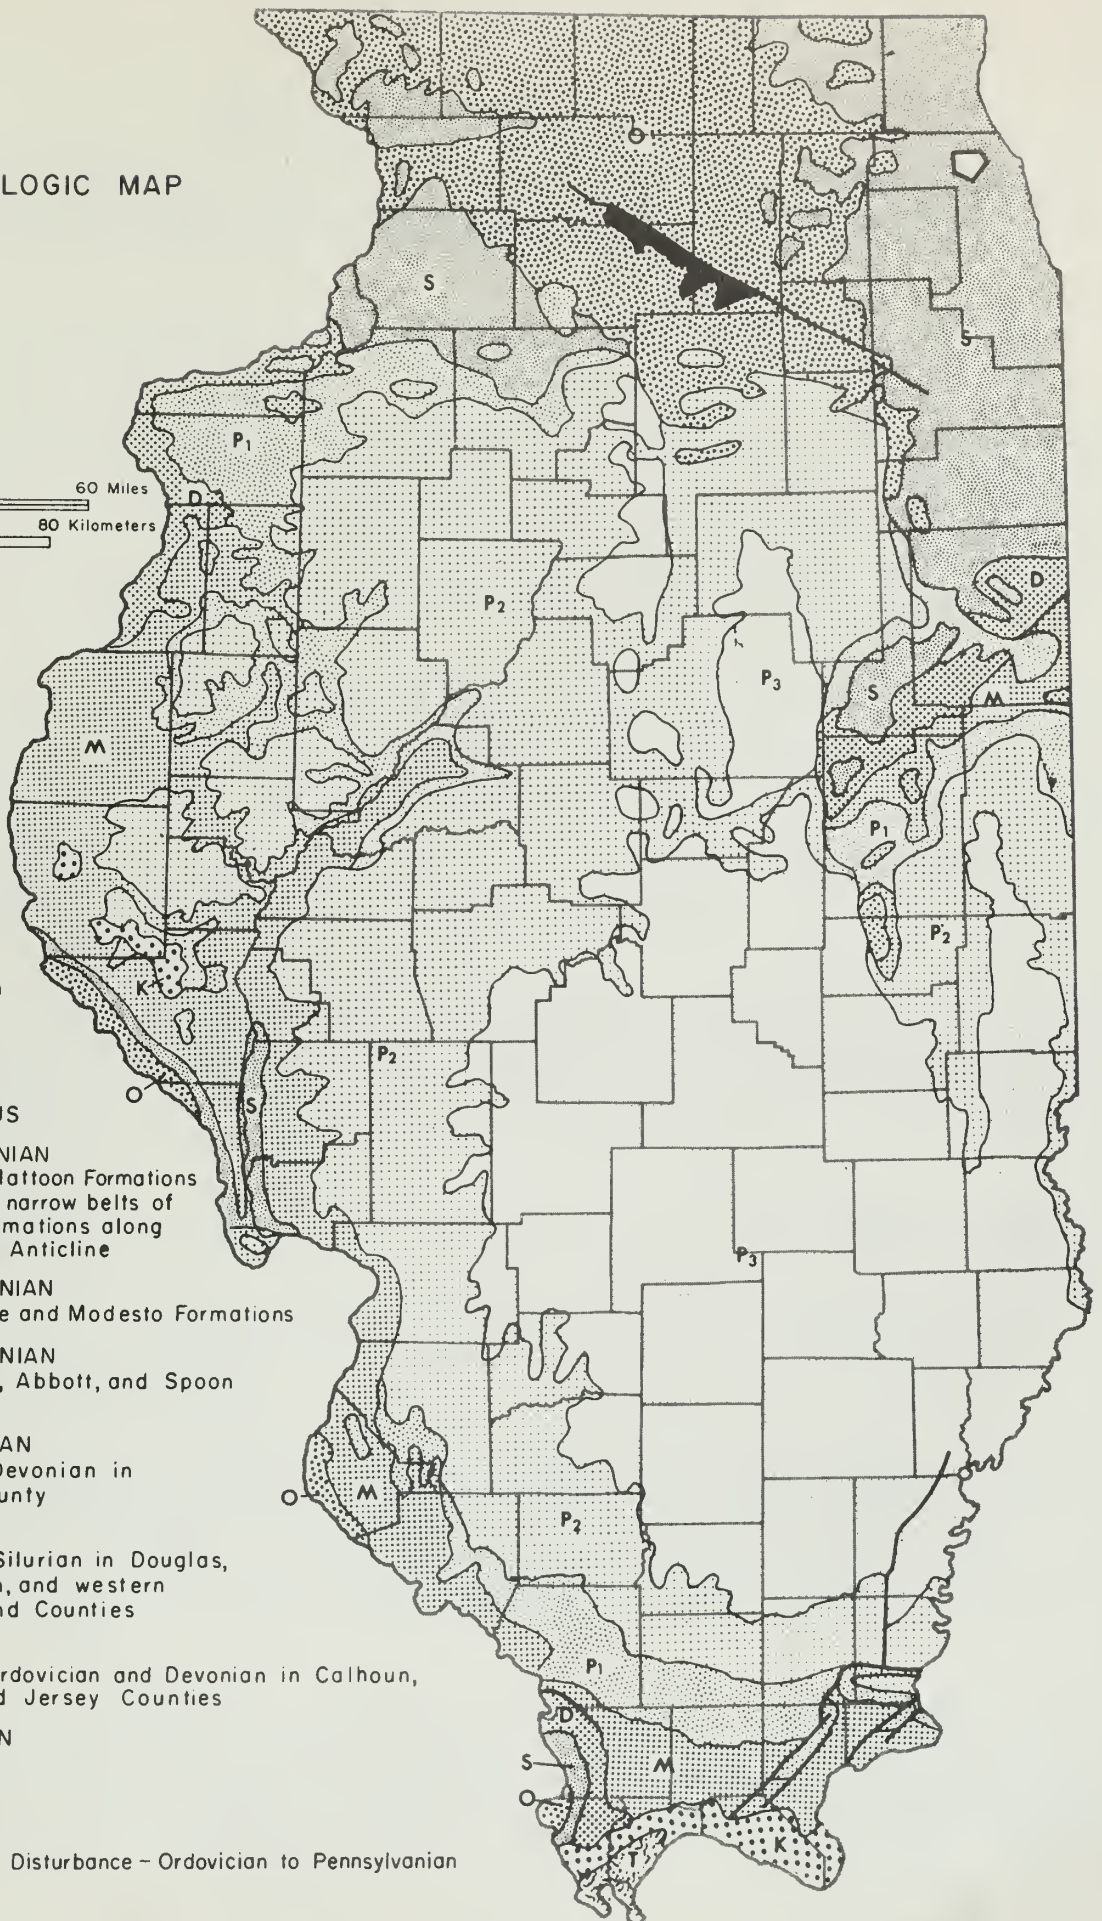 LOGIC MAP
60 Miles
80 Kilometers
US
NIAN
Mattoon Formations
narrow belts of
mations along
Anticline
NIAN
e and Modesto Formations
NIAN
, Abbott, and Spoon
AN
Devonian in
unty
Silurian in Douglas,
n, and western
nd Counties
rdovician and Devonian in Calhoun,
d Jersey Counties
N
Disturbance – Ordovician to Pennsylvanian
O
S
S
P1
D
P2
D
P3
S
M
M
P1
P2
K
P2
O
S
P3
O
M
P2
P1
D
S
M
O
K
T